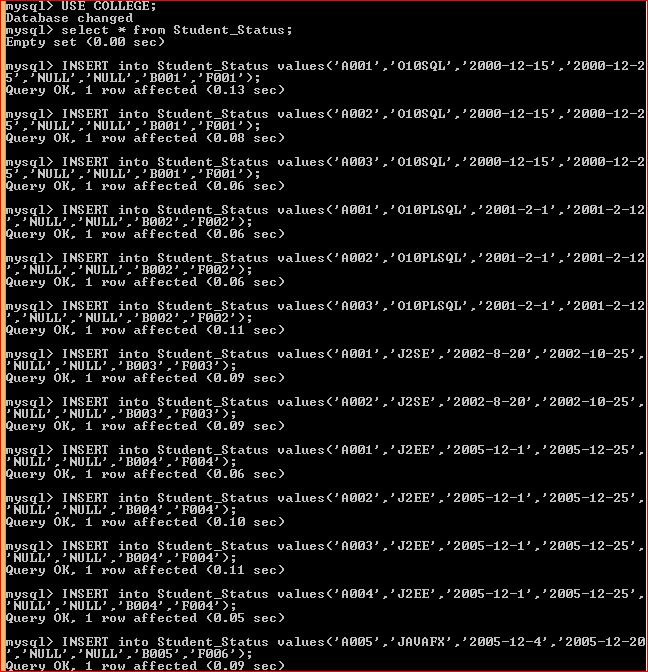 mysql> USE COLLEGE;
Database changed
mysql> select * from Student_Status;
Empty set (0.00 sec)
mysql> INSERT into Student_Status values('A001','O10SQL','2000-12-15','2000-12-2
5','NULL','NULL','B001','F001');
Query OK, 1 row affected (0.13 sec)
mysql> INSERT into Student_Status values('A002','O10SQL','2000-12-15','2000-12-2
5','NULL','NULL','B001','F001');
Query OK, 1 row affected (0.08 sec)
mysql> INSERT into Student_Status values('A003','O10SQL','2000-12-15','2000-12-2
5','NULL','NULL','B001','F001');
Query OK, 1 row affected (0.06 sec)
mysql> INSERT into Student_Status values('A001','O10PLSQL','2001-2-1','2001-2-12
','NULL','NULL','B002','F002');
Query OK, 1 row affected (0.06 sec)
mysql> INSERT into Student_Status values('A002','O10PLSQL','2001-2-1','2001-2-12
','NULL','NULL','B002','F002');
Query OK, 1 row affected (0.06 sec)
mysql> INSERT into Student_Status values('A003','O10PLSQL','2001-2-1','2001-2-12
','NULL','NULL','B002','F002');
Query OK, 1 row affected (0.11 sec)
mysql> INSERT into Student_Status values('A001','J2SE','2002-8-20','2002-10-25',
'NULL','NULL','B003','F003');
Query OK, 1 row affected (0.09 sec)
mysql> INSERT into Student_Status values('A002','J2SE','2002-8-20','2002-10-25',
'NULL','NULL','B003','F003');
Query OK, 1 row affected (0.09 sec)
mysql> INSERT into Student_Status values('A001','J2EE','2005-12-1','2005-12-25',
'NULL','NULL','B004','F004');
Query OK, 1 row affected (0.06 sec)
mysql> INSERT into Student_Status values('A002','J2EE','2005-12-1','2005-12-25',
'NULL','NULL','B004','F004');
Query OK, 1 row affected (0.10 sec)
mysql> INSERT into Student_Status values('A003','J2EE','2005-12-1','2005-12-25',
'NULL','NULL','B004','F004');
Query OK, 1 row affected (0.11 sec)
mysql> INSERT into Student_Status values('A004','J2EE','2005-12-1','2005-12-25',
'NULL','NULL','B004','F004');
Query OK, 1 row affected (0.05 sec)
mysql> INSERT into Student_Status values('A005','JAVAFX','2005-12-4','2005-12-20
','NULL','NULL','B005','F006');
Query OK, 1 row affected (0.09 sec)